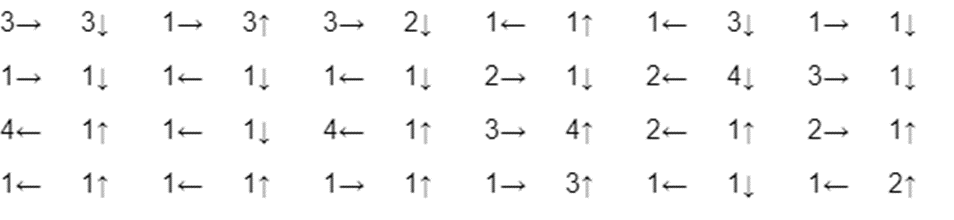 3→ 3↓ 1→ 3↑ 3→ 2↓ 1← 1↑ 1← 3↓ 1→ 1↓
1→ 1↓ 1← 1↓ 1← 1↓ 2→ 1↓ 2← 4↓ 3→ 1↓
4← 1↑ 1← 1↓ 4← 1↑ 3→ 4↑ 2← 1↑ 2→ 1↑
1← 1↑ 1← 1↑ 1→ 1↑ 1→ 3↑ 1← 1↓ 1← 2↑